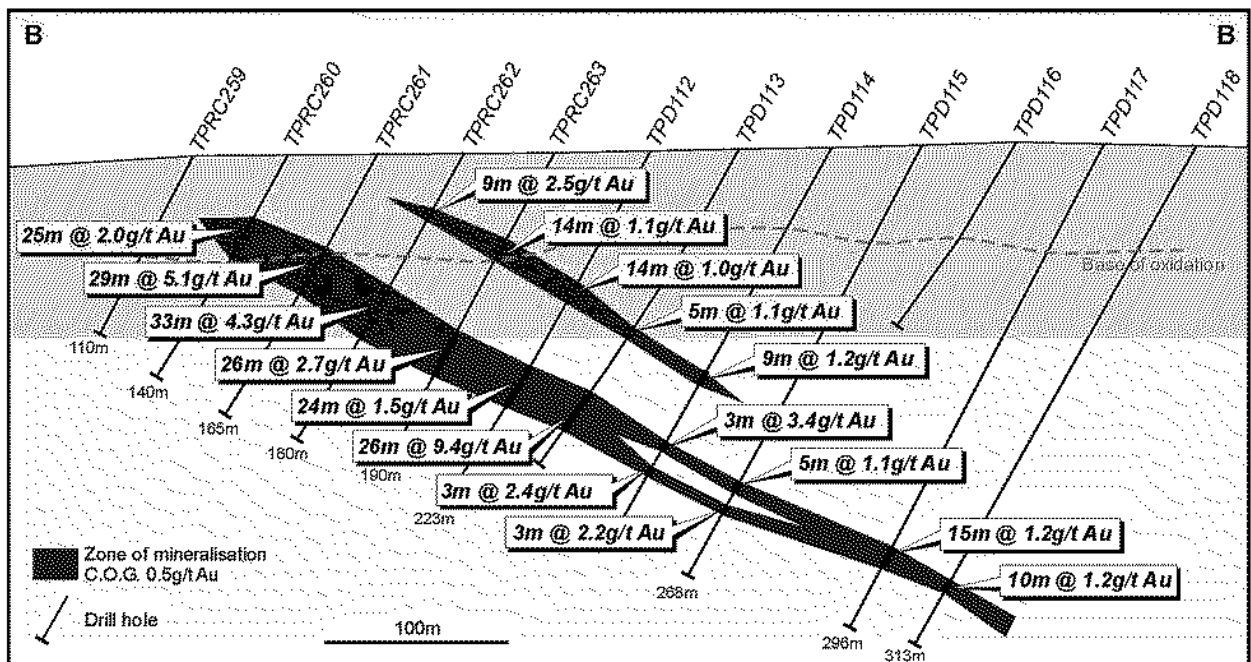 B B
TPRC259
TPRC260
TPRC261
TPRC262
TPRC263
TPD112
TPD113
TPD114
TPD115
TPD116
TPD117
TPD118
9m @ 2.5g/t Au
25m @ 2.0g/t Au
14m @ 1.1g/t Au
Base of oxidation
29m @ 5.1g/t Au
14m @ 1.0g/t Au
33m @ 4.3g/t Au
5m @ 1.1g/t Au
110m
26m @ 2.7g/t Au
9m @ 1.2g/t Au
140m
24m @ 1.5g/t Au
3m @ 3.4g/t Au
165m
26m @ 9.4g/t Au
180m
5m @ 1.1g/t Au
190m
3m @ 2.4g/t Au
223m
3m @ 2.2g/t Au
15m @ 1.2g/t Au
Zone of mineralisation
C.O.G. 0.5g/t Au
10m @ 1.2g/t Au
268m
Drill hole
100m
296m
313m